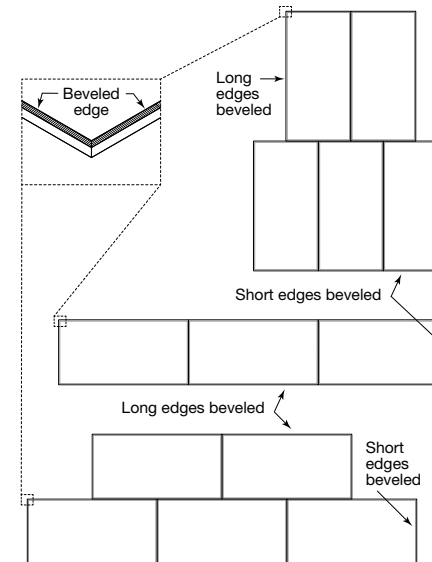 Beveled
edge
Long
edges
beveled
Short edges beveled
Long edges beveled
Short
edges
beveled